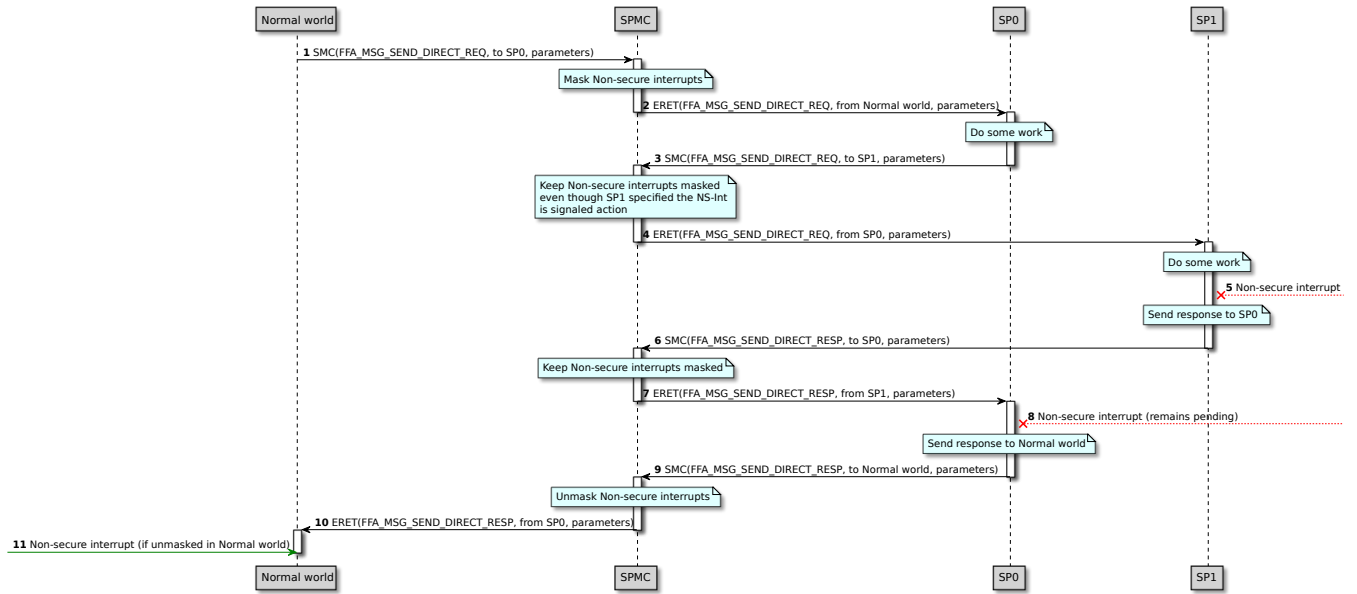 Normal world
SPMC
SP0
SP1
1 SMC(FFA_MSG_SEND_DIRECT_REQ, to SP0, parameters)
Mask Non-secure interrupts
2 ERET(FFA_MSG_SEND_DIRECT_REQ, from Normal world, parameters)
Do some work
3 SMC(FFA_MSG_SEND_DIRECT_REQ, to SP1, parameters)
Keep Non-secure interrupts masked
even though SP1 specified the NS-Int
is signaled action
4 ERET(FFA_MSG_SEND_DIRECT_REQ, from SP0, parameters)
Do some work
5 Non-secure interrupt
Send response to SP0
6 SMC(FFA_MSG_SEND_DIRECT_RESP, to SP0, parameters)
Keep Non-secure interrupts masked
7 ERET(FFA_MSG_SEND_DIRECT_RESP, from SP1, parameters)
8 Non-secure interrupt (remains pending)
Send response to Normal world
9 SMC(FFA_MSG_SEND_DIRECT_RESP, to Normal world, parameters)
Unmask Non-secure interrupts
10 ERET(FFA_MSG_SEND_DIRECT_RESP, from SP0, parameters)
11 Non-secure interrupt (if unmasked in Normal world)
Normal world
SPMC
SP0
SP1